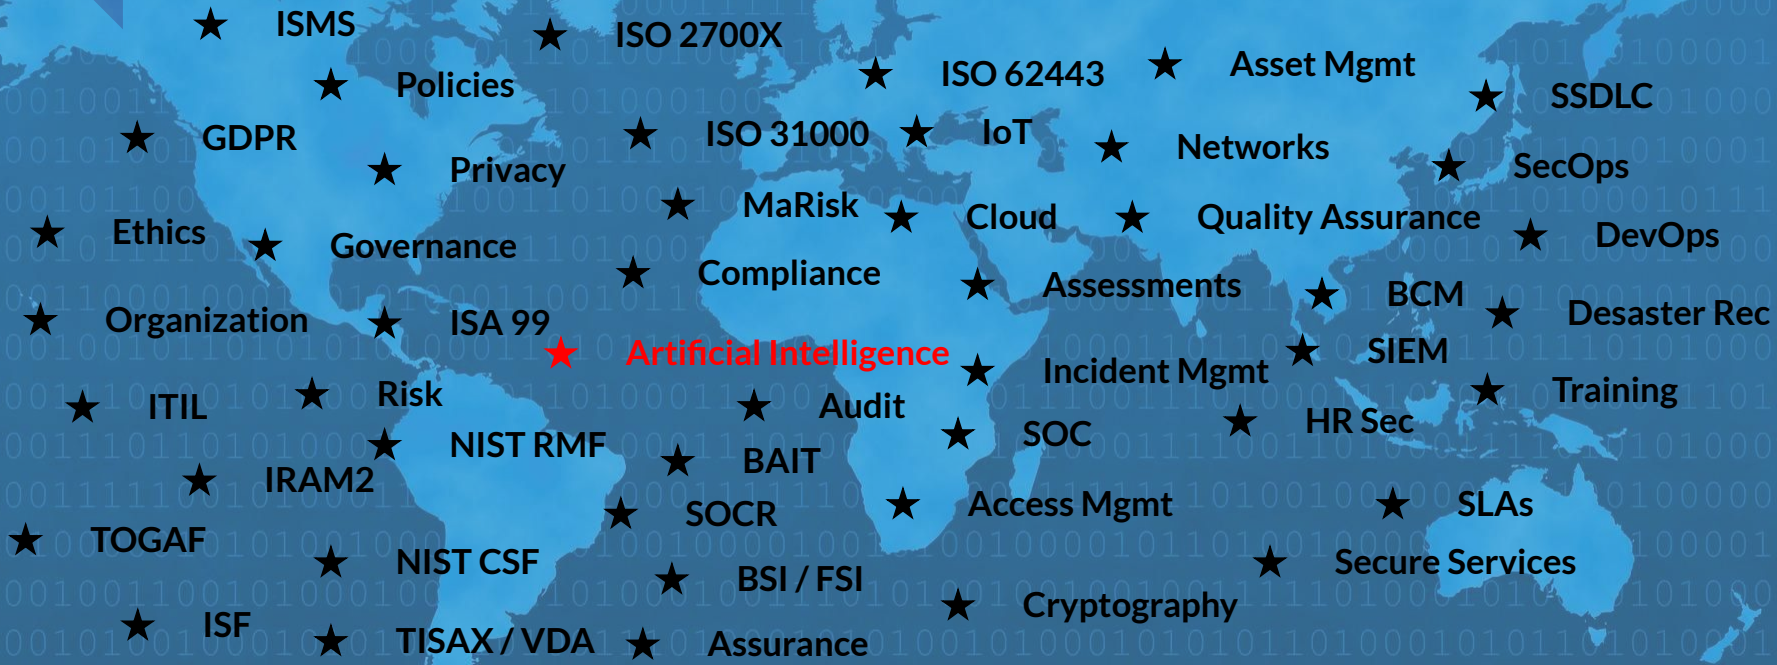 ISMS
ISO 2700X
Asset Mgmt
ISO 62443
Policies
SSDLC
GDPR
ISO 31000
IoT
Networks
Privacy
SecOps
Ethics
Governance
MaRisk
Cloud
Quality Assurance
DevOps
Compliance
Assessments
BCM
Organization
ISA 99
Desaster Rec
Artificial Intelligence
SIEM
Incident Mgmt
Training
ITIL
Risk
Audit
HR Sec
NIST RMF
SOC
BAIT
IRAM2
SOCR
Access Mgmt
SLAs
TOGAF
NIST CSF
Secure Services
BSI / FSI
Cryptography
ISF
TISAX / VDA
Assurance